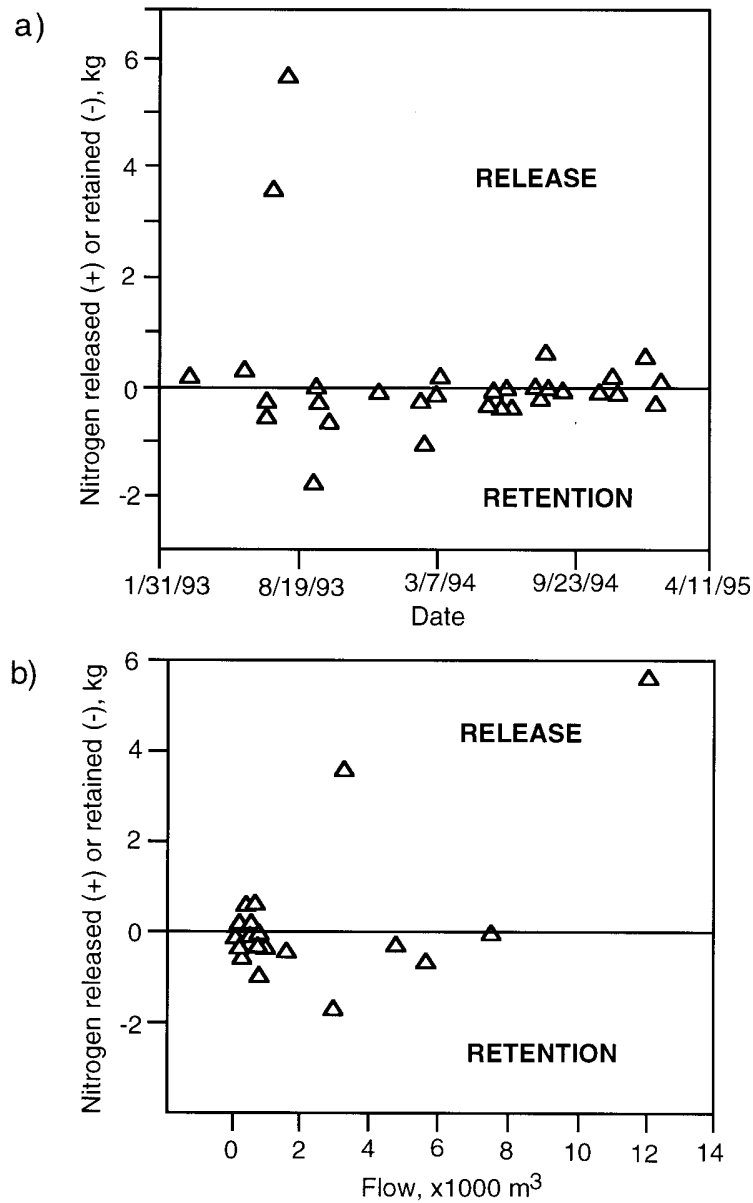 a)
Nitrogen released (+) or retained (-), kg
6
4
2
0
-2
RELEASE
RETENTION
1/31/93 8/19/93 3/7/94 9/23/94 4/11/95
Date
b)
Nitrogen released (+) or retained (-), kg
6
4
2
0
-2
RELEASE
RETENTION
0 2 4 6 8 10 12 14
Flow, x1000 m³